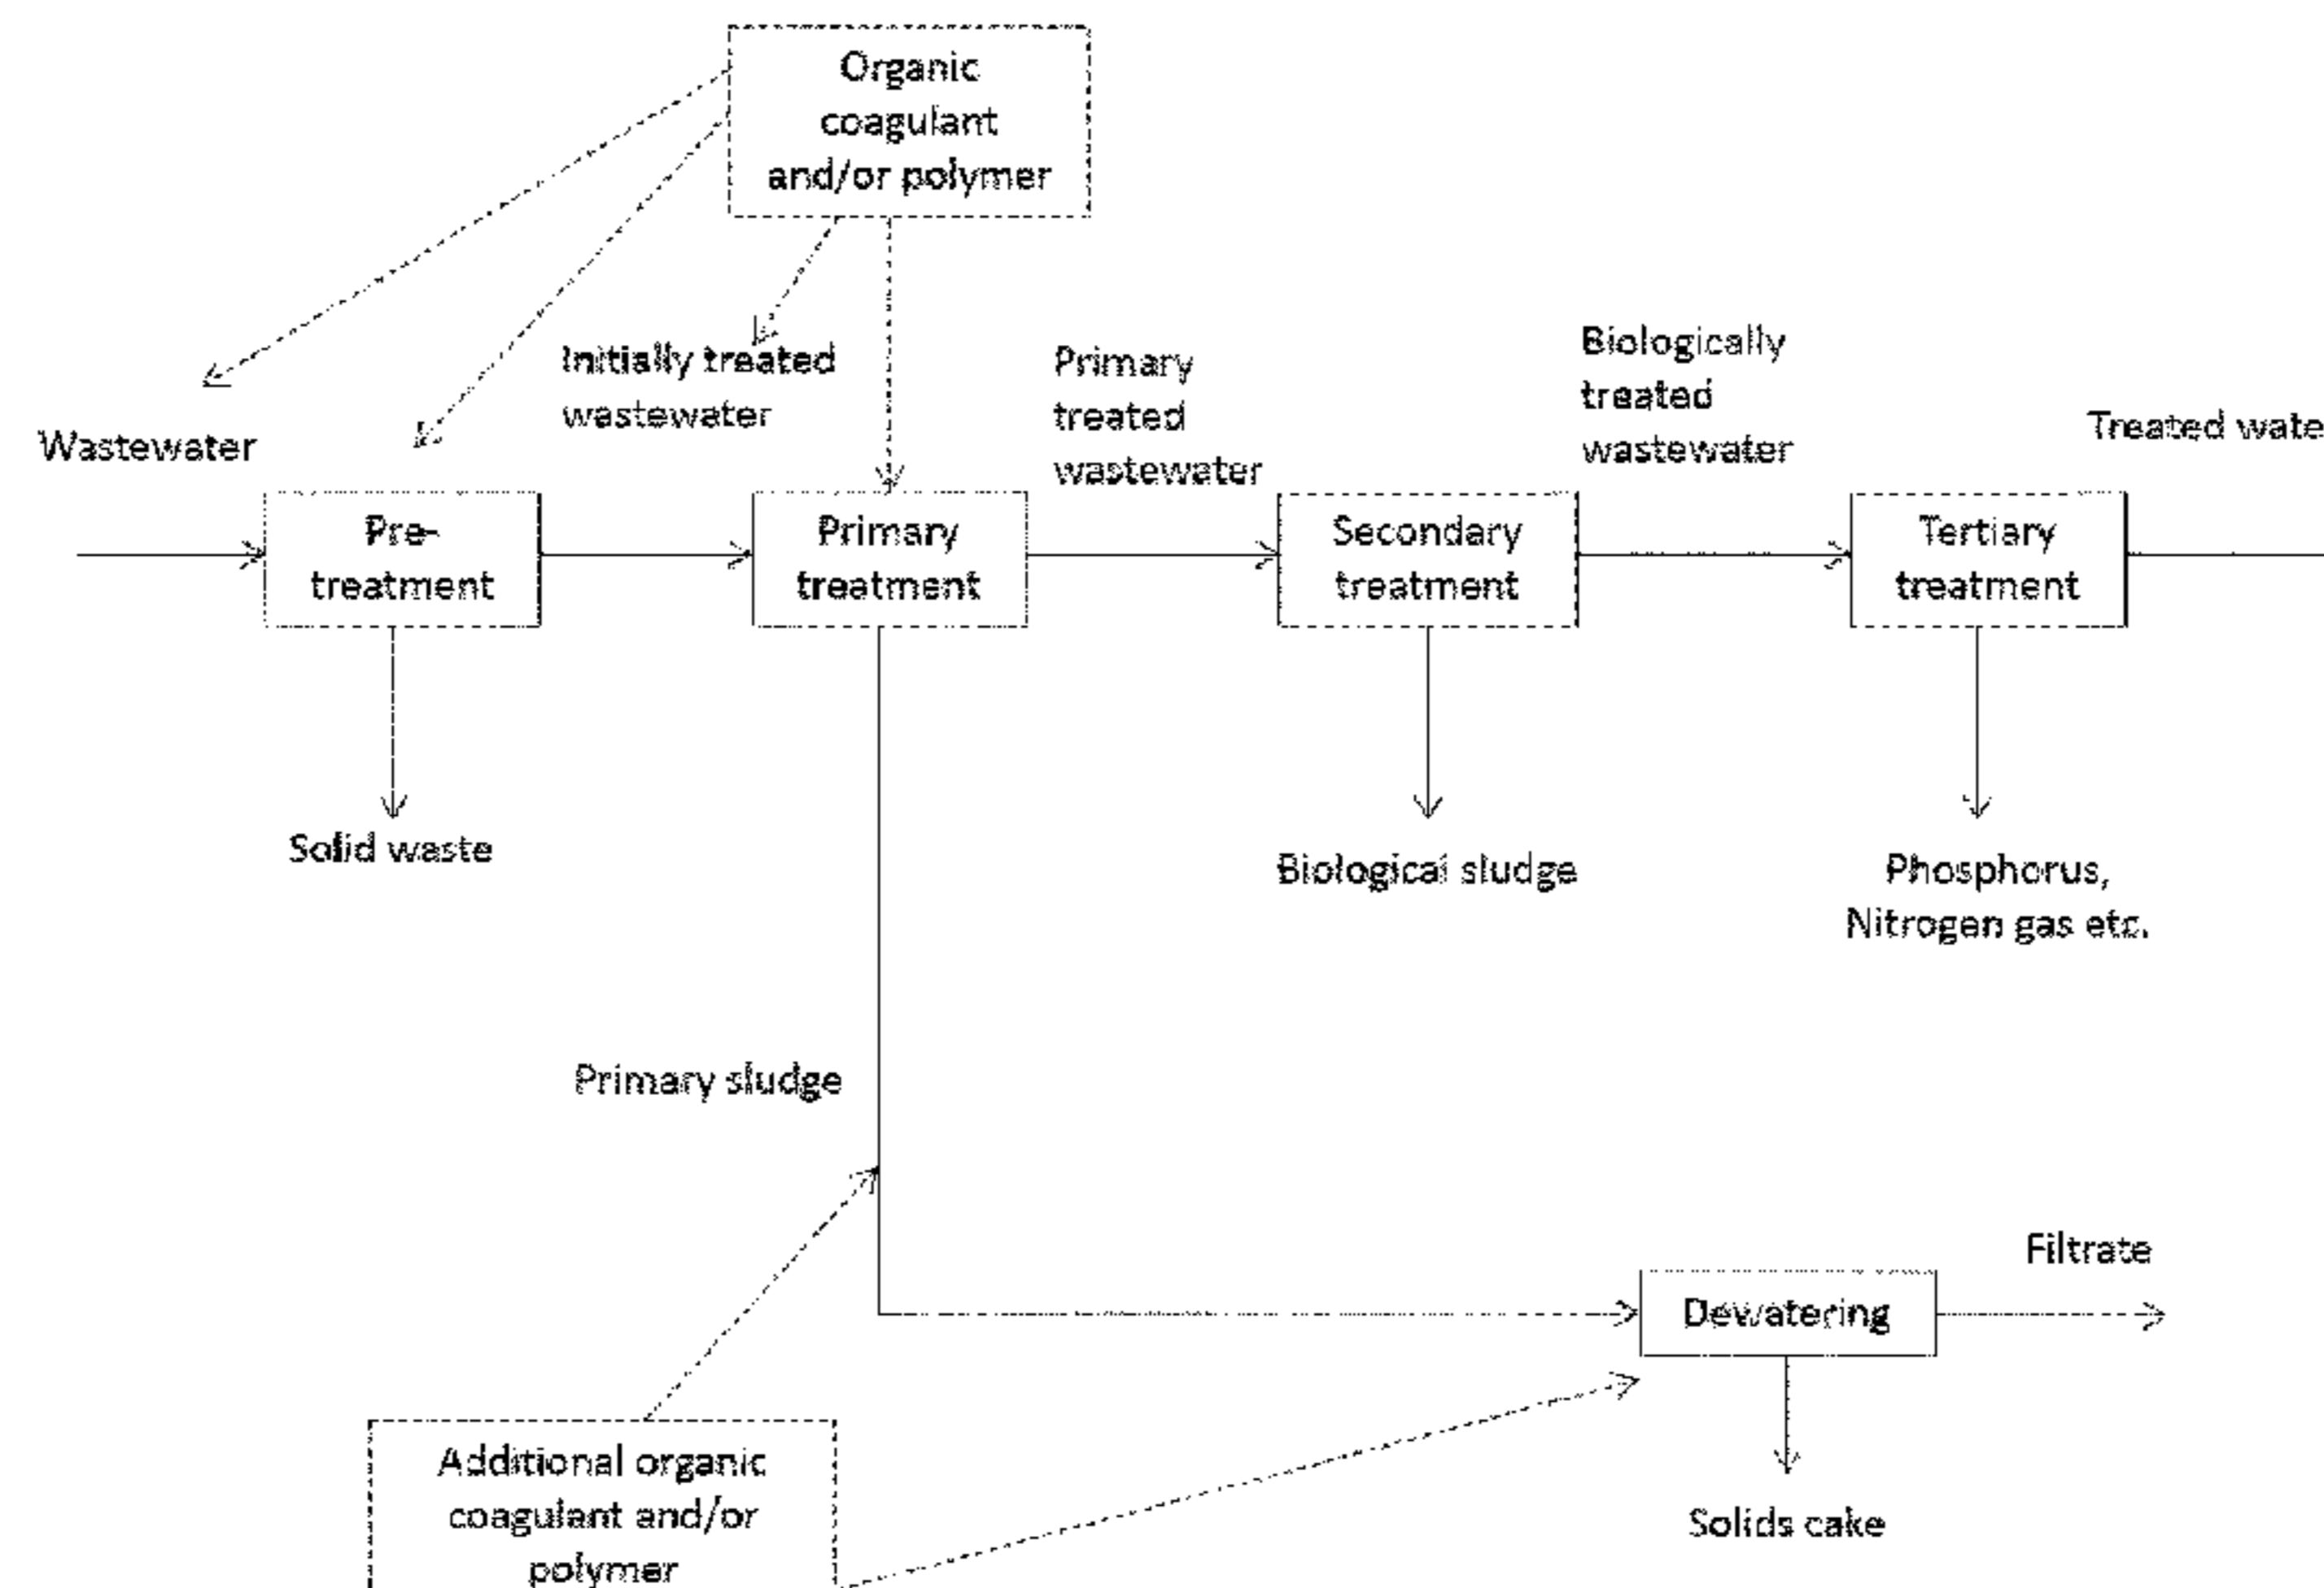 Organic
coagulant
and/or polymer
Initially treated
wastewater
Primary
treated
wastewater
Biologically
treated
wastewater
Treated wate
Wastewater
Pre-
treatment
Primary
treatment
Secondary
treatment
Tertiary
treatment
Solid waste
Biological sludge
Phosphorus,
Nitrogen gas etc.
Primary sludge
Filtrate
Dewatering
Additional organic
coagulant and/or
polymer
Solids cake